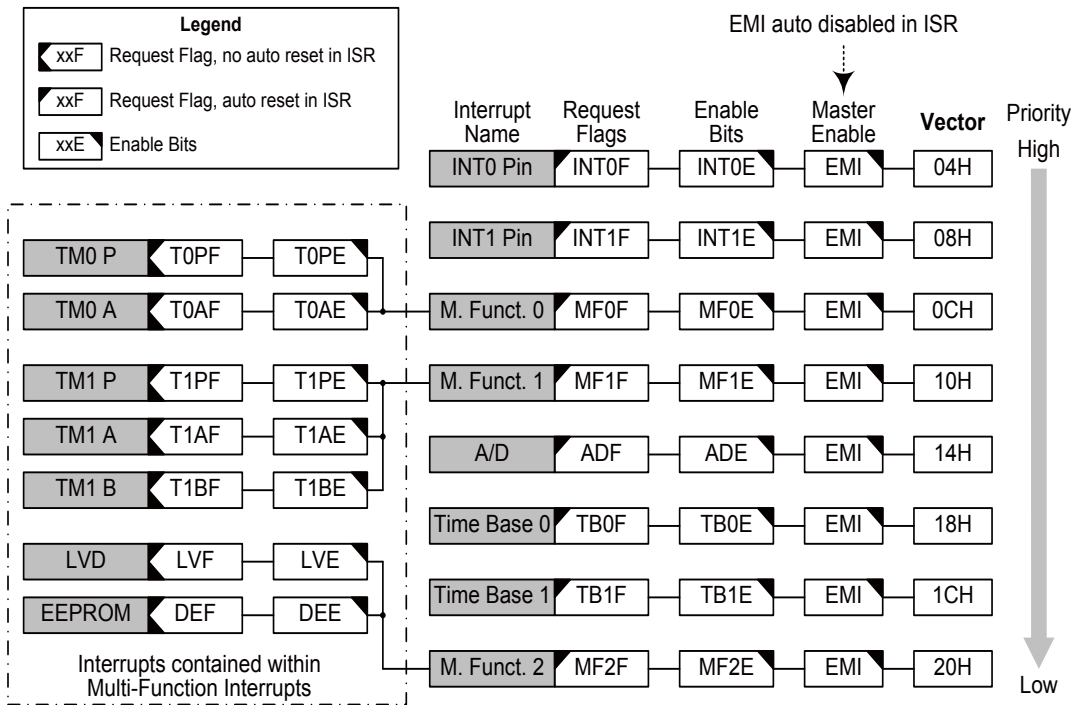 Legend
xxF Request Flag, no auto reset in ISR
xxF Request Flag, auto reset in ISR
xxE Enable Bits
EMI auto disabled in ISR
Interrupt Name Request Flags Enable Bits Master Enable Vector Priority
High
INT0 Pin INT0F INT0E EMI 04H
INT1 Pin INT1F INT1E EMI 08H
TM0 P T0PF T0PE
TM0 A T0AF T0AE M. Funct. 0 MF0F MF0E EMI 0CH
TM1 P T1PF T1PE M. Funct. 1 MF1F MF1E EMI 10H
TM1 A T1AF T1AE A/D ADF ADE EMI 14H
TM1 B T1BF T1BE
Time Base 0 TB0F TB0E EMI 18H
LVD LVF LVE
Time Base 1 TB1F TB1E EMI 1CH
EEPROM DEF DEE
M. Funct. 2 MF2F MF2E EMI 20H
Interrupts contained within
Multi-Function Interrupts
Low